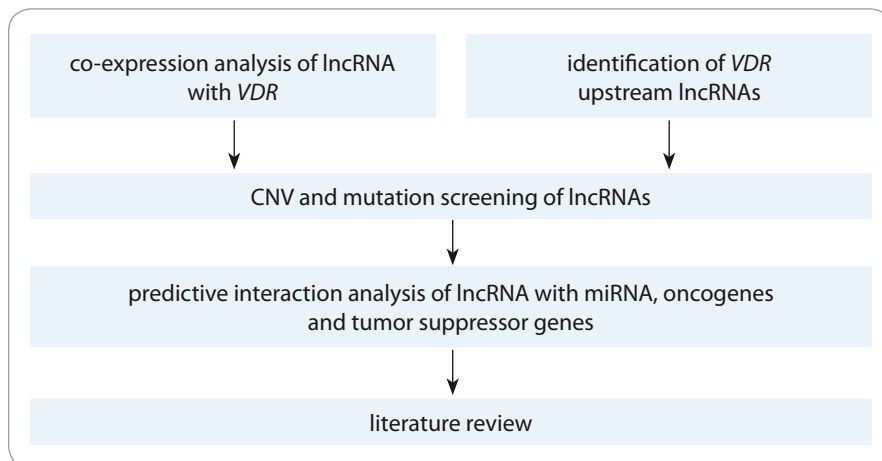 co-expression analysis of lncRNA
with VDR
identification of VDR
upstream lncRNAs
CNV and mutation screening of lncRNAs
predictive interaction analysis of lncRNA with miRNA, oncogenes
and tumor suppressor genes
literature review